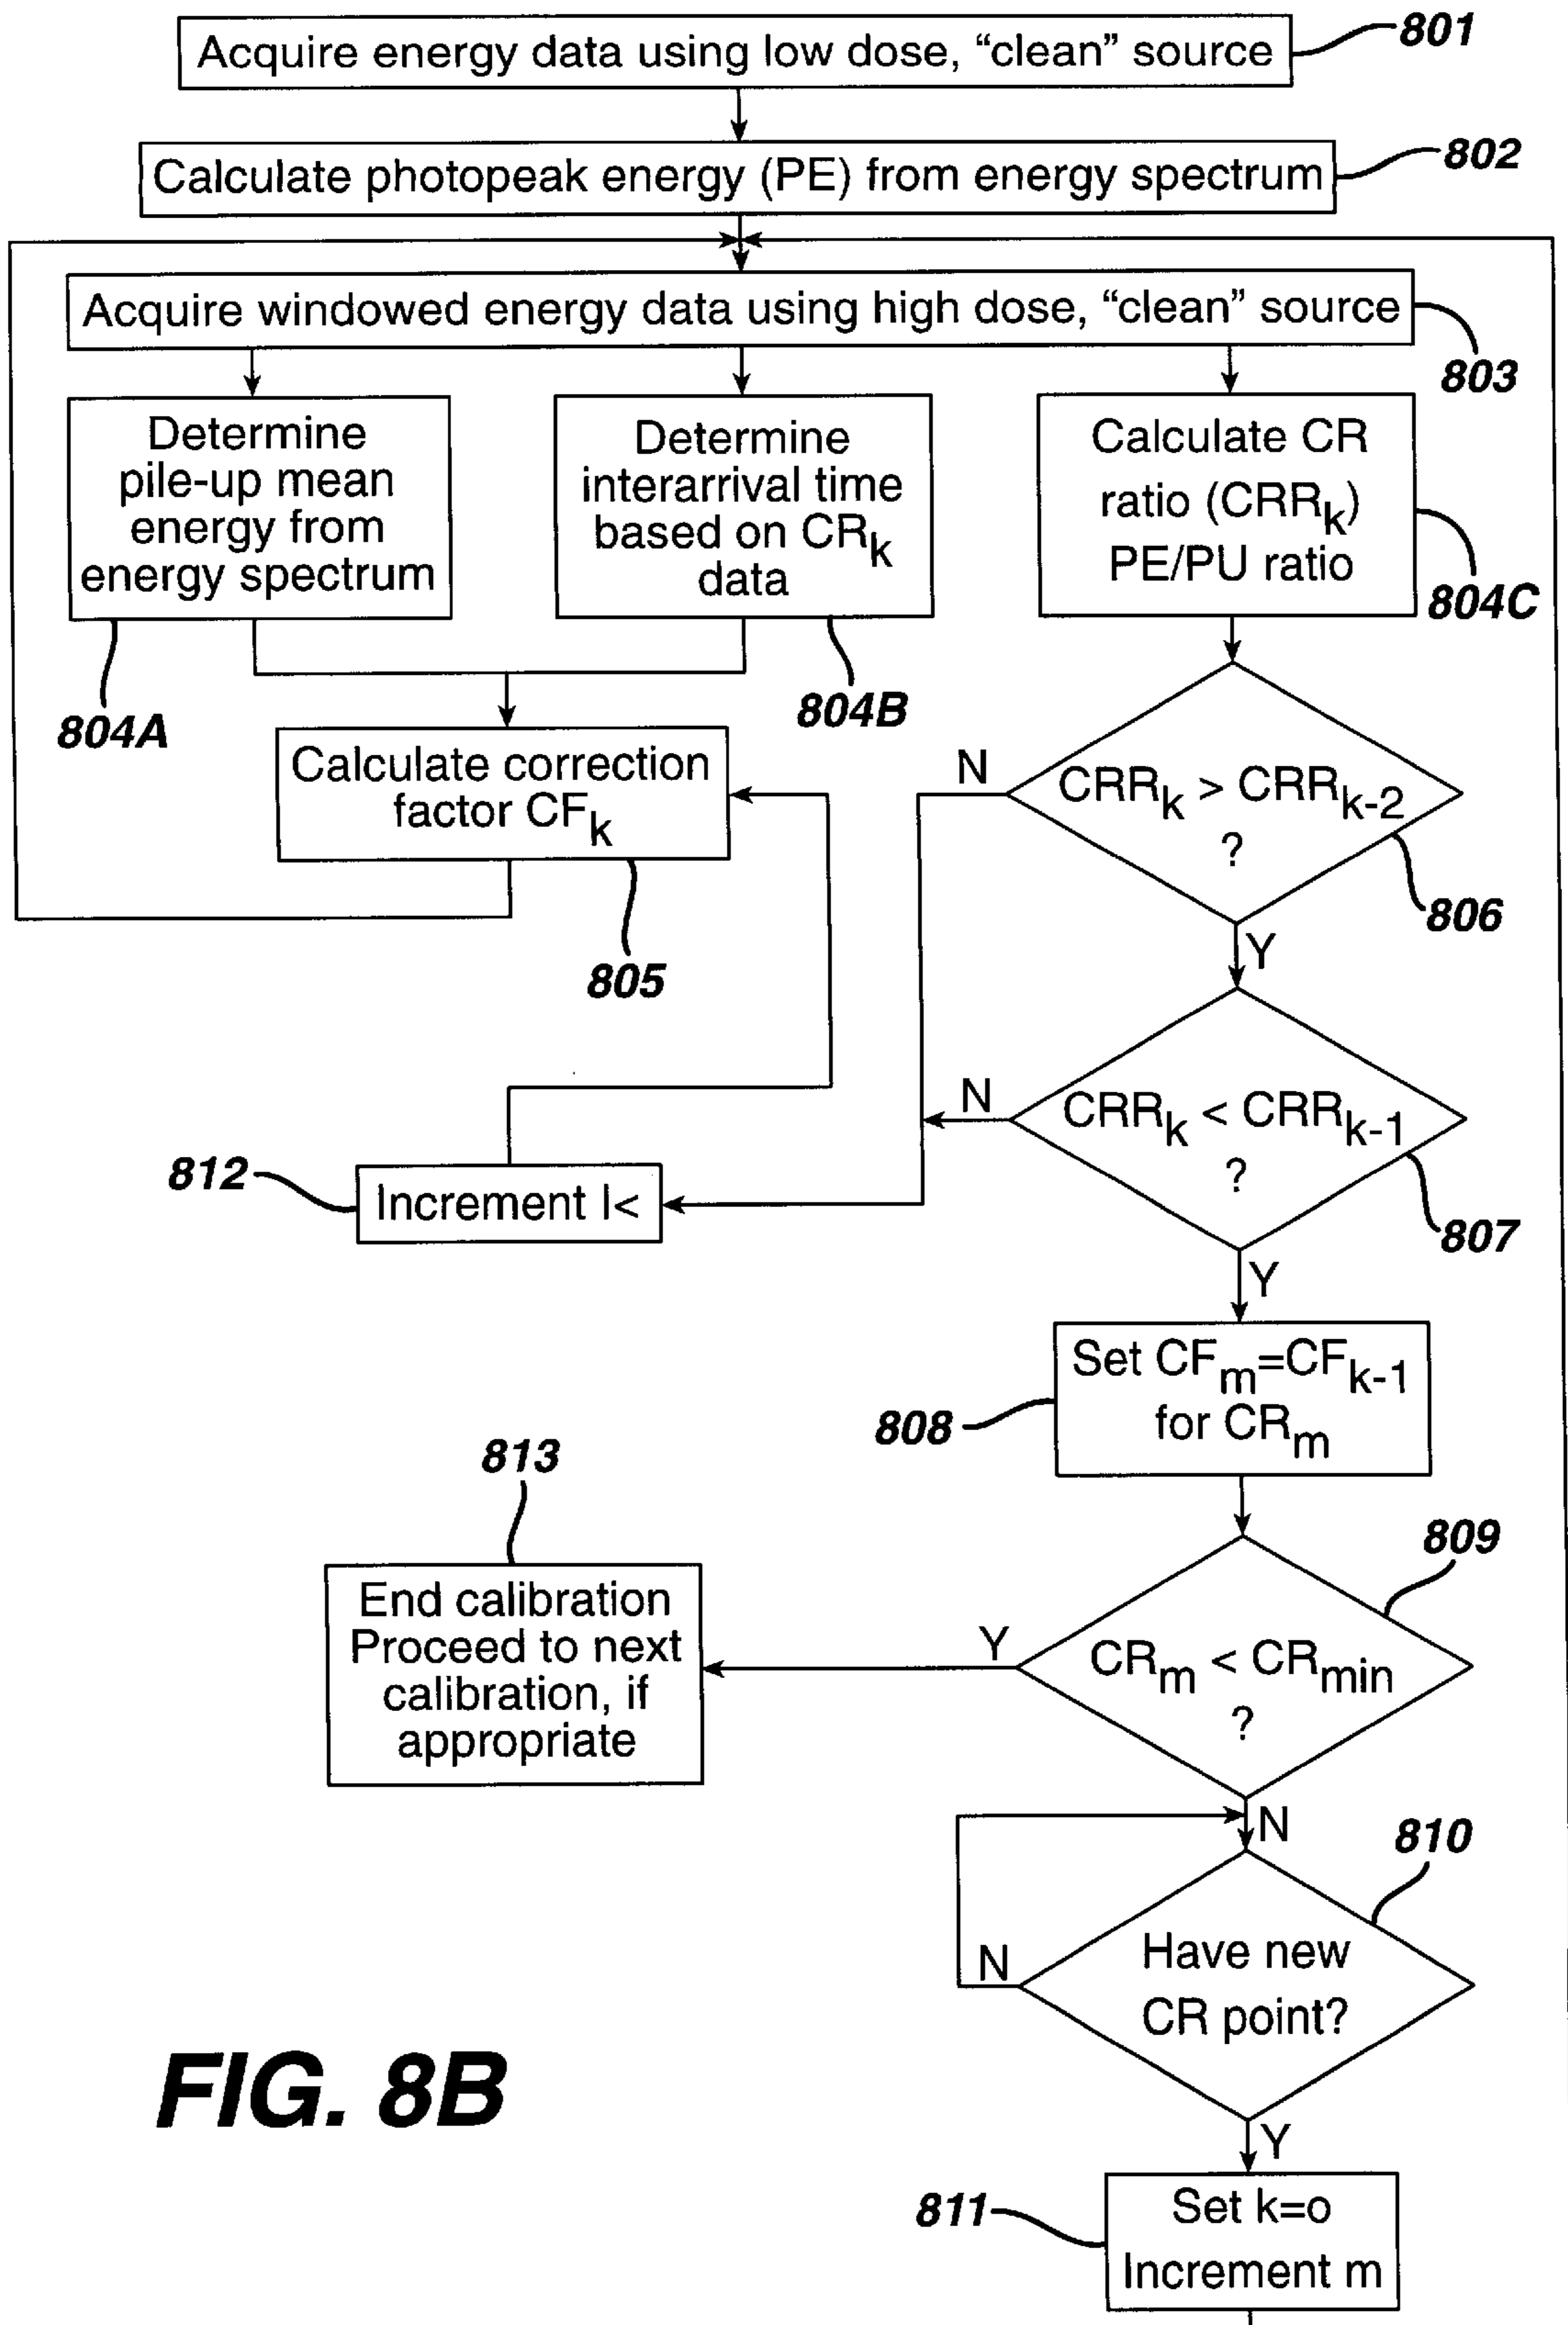 Acquire energy data using low dose, “clean” source
801
Calculate photopeak energy (PE) from energy spectrum
802
Acquire windowed energy data using high dose, “clean” source
803
Determine
pile-up mean
energy from
energy spectrum
804A
Determine
interarrival time
based on CRk
data
804B
Calculate CR
ratio (CRRk)
PE/PU ratio
804C
Calculate correction
factor CFk
805
N
CRRk > CRRk-2
?
806
Y
N
CRRk < CRRk-1
?
807
812
Increment I<
Y
Set CFm=CFk-1
for CRm
808
813
End calibration
Proceed to next
calibration, if
appropriate
809
Y
CRm < CRmin
?
N
810
N
Have new
CR point?
Y
811
Set k=o
Increment m
FIG. 8B